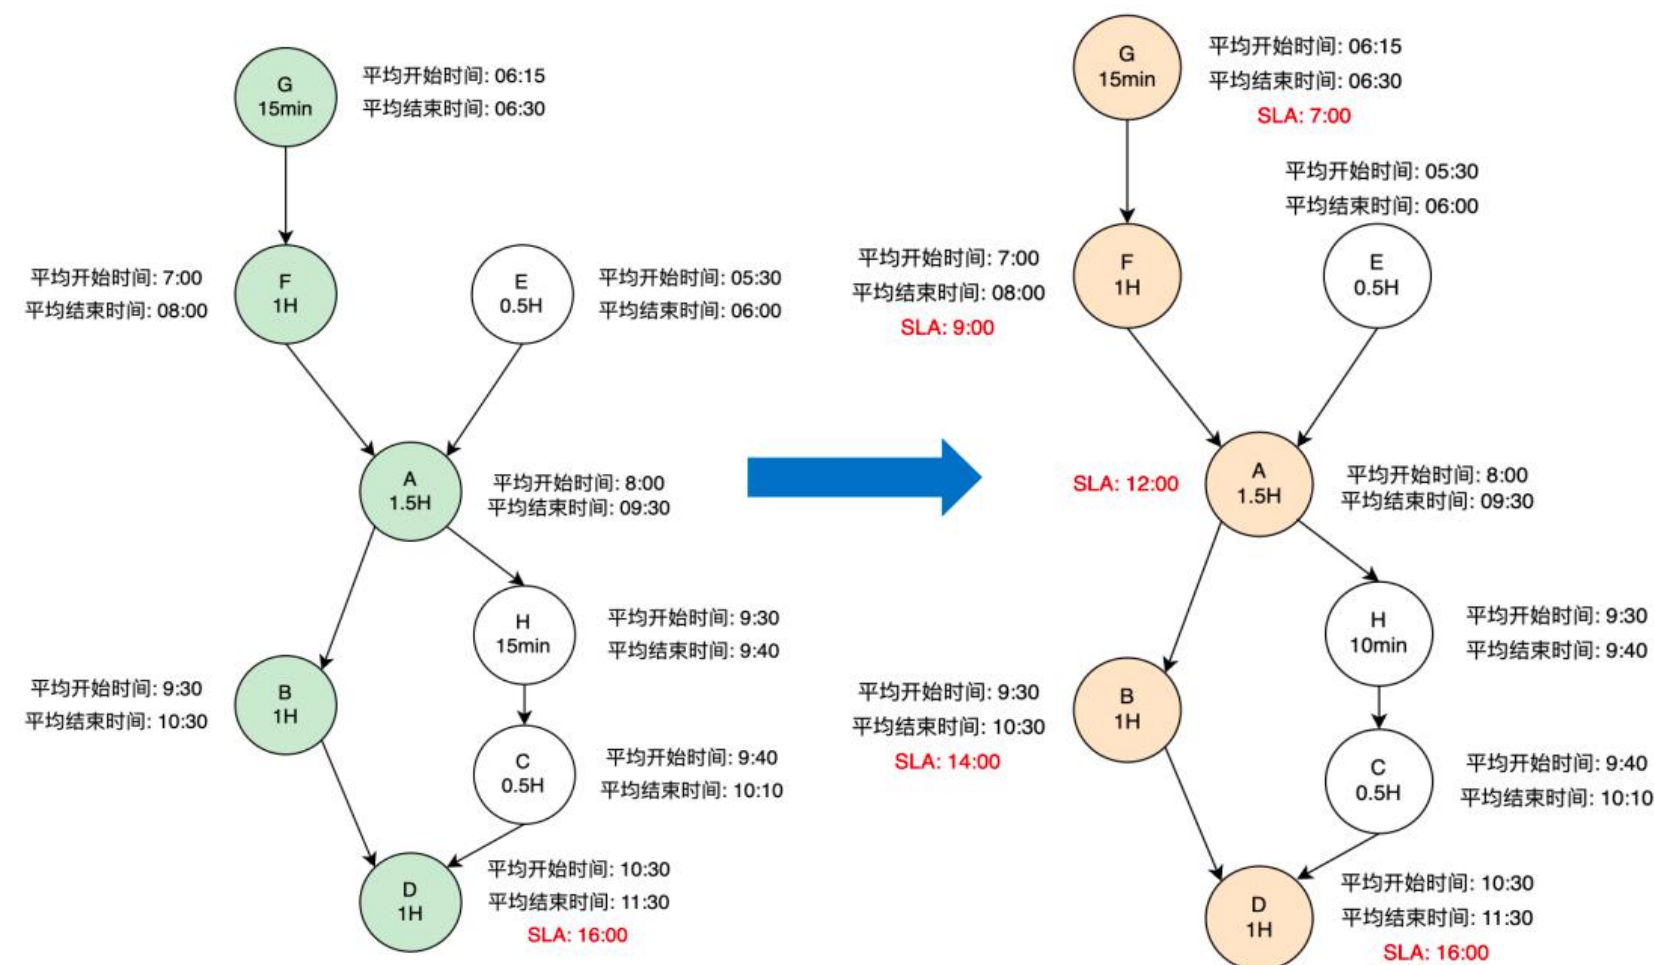 G
15min
平均开始时间: 06:15
平均结束时间: 06:30
平均开始时间: 7:00
平均结束时间: 08:00
F
1H
E
0.5H
平均开始时间: 05:30
平均结束时间: 06:00
A
1.5H
平均开始时间: 8:00
平均结束时间: 09:30
H
15min
平均开始时间: 9:30
平均结束时间: 9:40
平均开始时间: 9:30
平均结束时间: 10:30
B
1H
C
0.5H
平均开始时间: 9:40
平均结束时间: 10:10
D
1H
平均开始时间: 10:30
平均结束时间: 11:30
SLA: 16:00
G
15min
平均开始时间: 06:15
平均结束时间: 06:30
SLA: 7:00
平均开始时间: 05:30
平均结束时间: 06:00
平均开始时间: 7:00
平均结束时间: 08:00
SLA: 9:00
F
1H
E
0.5H
SLA: 12:00
A
1.5H
平均开始时间: 8:00
平均结束时间: 09:30
H
10min
平均开始时间: 9:30
平均结束时间: 9:40
平均开始时间: 9:30
平均结束时间: 10:30
SLA: 14:00
B
1H
C
0.5H
平均开始时间: 9:40
平均结束时间: 10:10
D
1H
平均开始时间: 10:30
平均结束时间: 11:30
SLA: 16:00